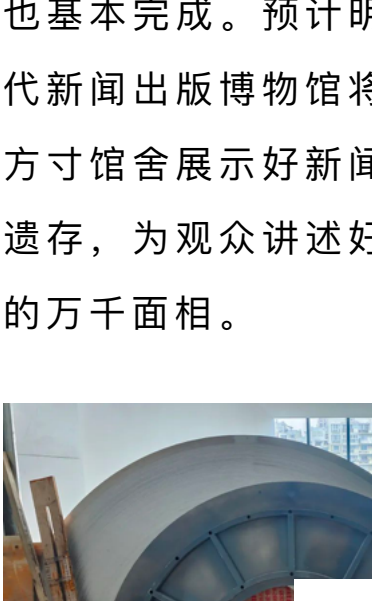 也基本完成。预计明
代新闻出版博物馆将
方寸馆舍展示好新闻
遗存，为观众讲述好
的万千面相。